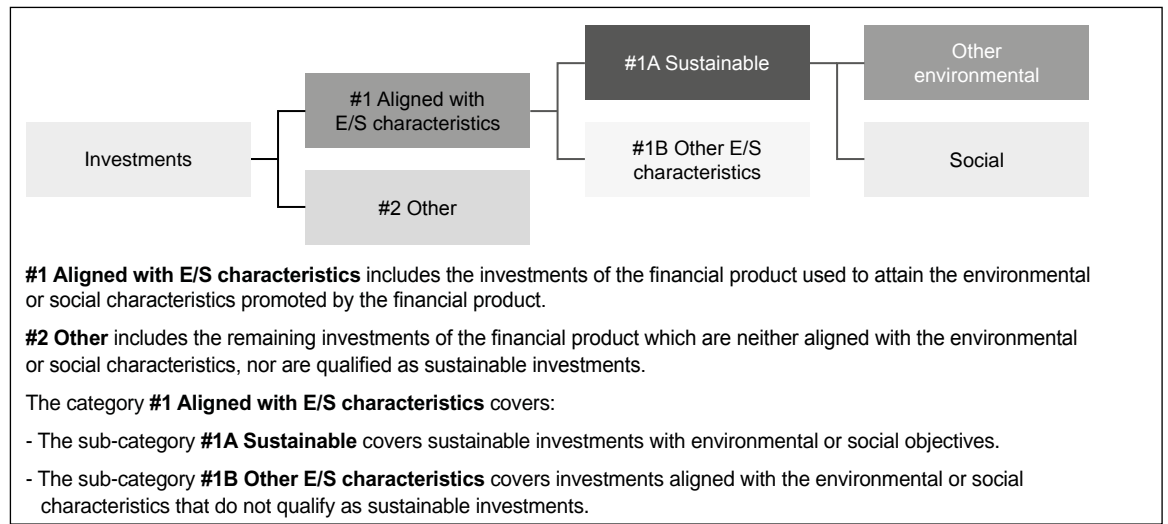 #1A Sustainable
Other
environmental
#1 Aligned with
E/S characteristics
Investments
#1B Other E/S
characteristics
Social
#2 Other
#1 Aligned with E/S characteristics includes the investments of the financial product used to attain the environmental
or social characteristics promoted by the financial product.
#2 Other includes the remaining investments of the financial product which are neither aligned with the environmental
or social characteristics, nor are qualified as sustainable investments.
The category #1 Aligned with E/S characteristics covers:
- The sub-category #1A Sustainable covers sustainable investments with environmental or social objectives.
- The sub-category #1B Other E/S characteristics covers investments aligned with the environmental or social
characteristics that do not qualify as sustainable investments.